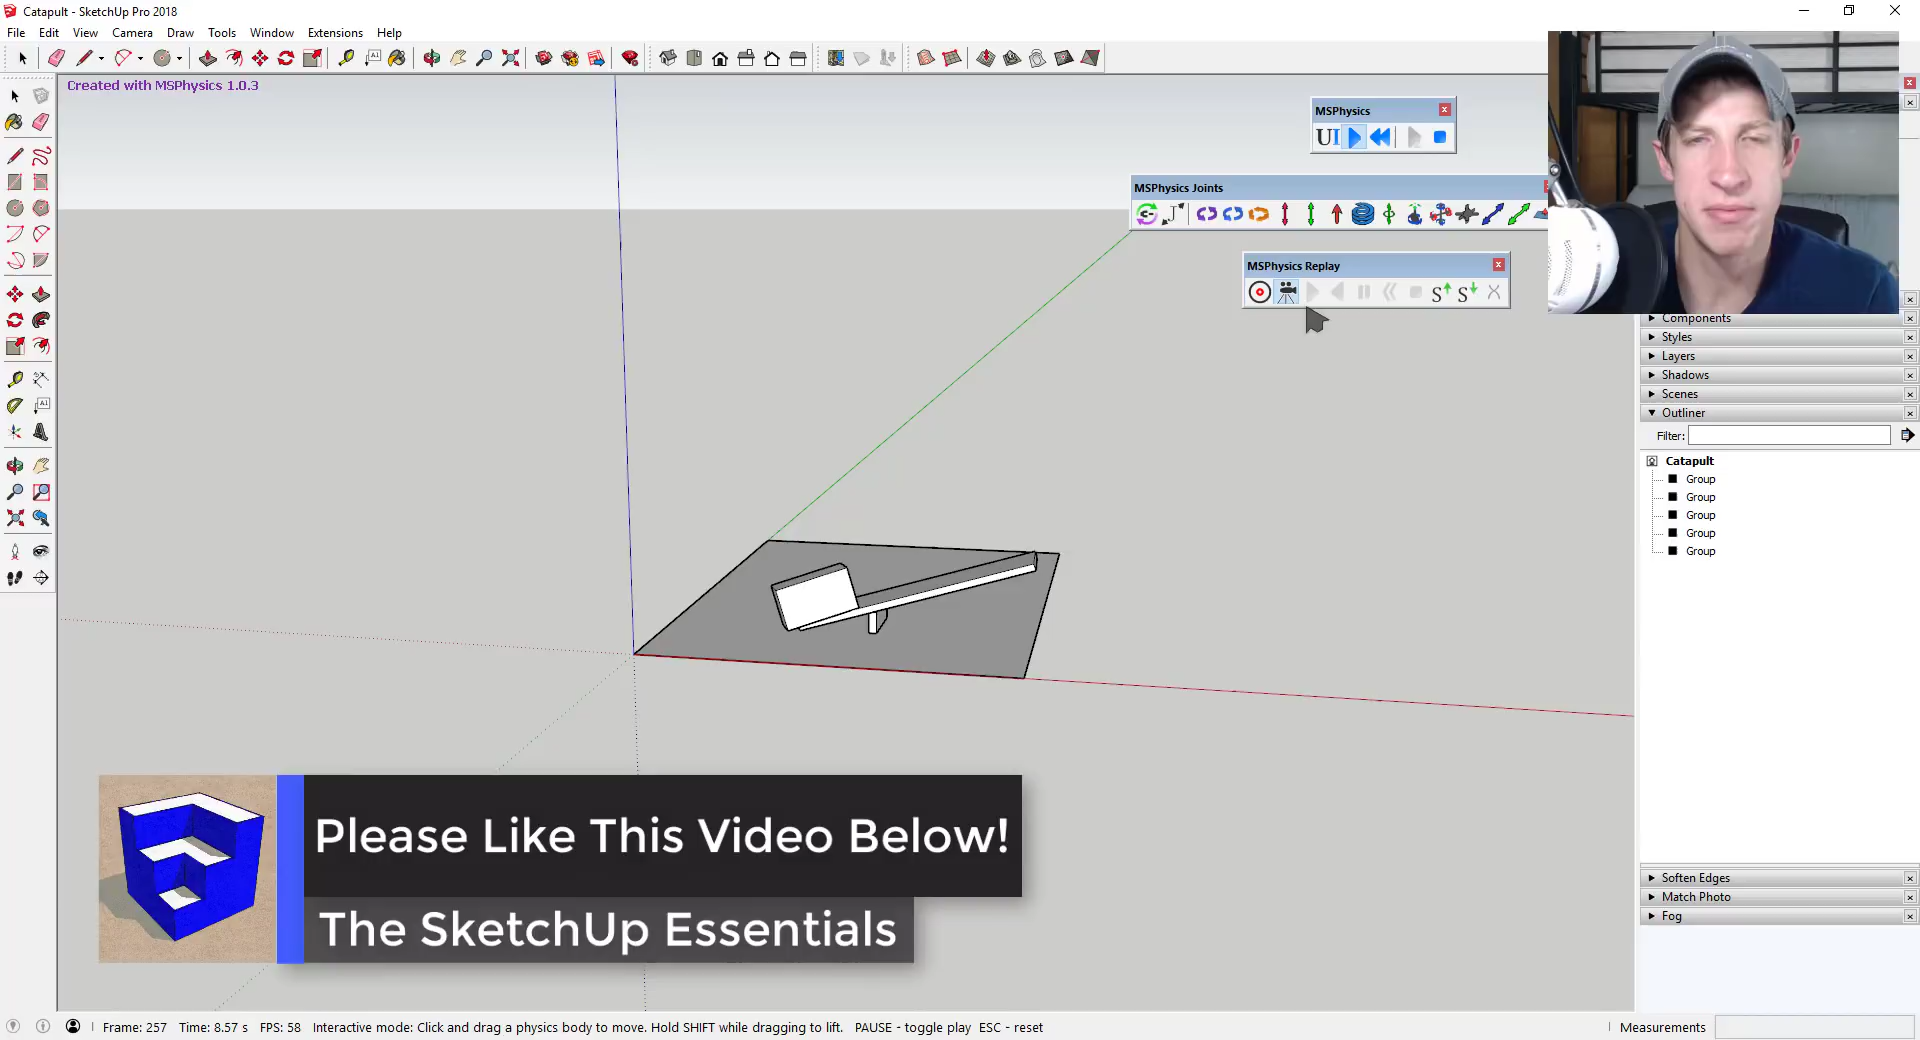 Catapult - SketchUp Pro 2018
File Edit View Camera Draw Tools Window Extensions Help
Created with MSPhysics 1.0.3
MSPhysics
UI
MSPhysics Joints
MSPhysics Replay
Components
Styles
Layers
Shadows
Scenes
Outliner
Filter:
Catapult
Group
Group
Group
Group
Group
Please Like This Video Below!
The SketchUp Essentials
Soften Edges
Match Photo
Fog
Frame: 257 Time: 8.57 s FPS: 58 Interactive mode: Click and drag a physics body to move. Hold SHIFT while dragging to lift. PAUSE - toggle play ESC - reset
Measurements